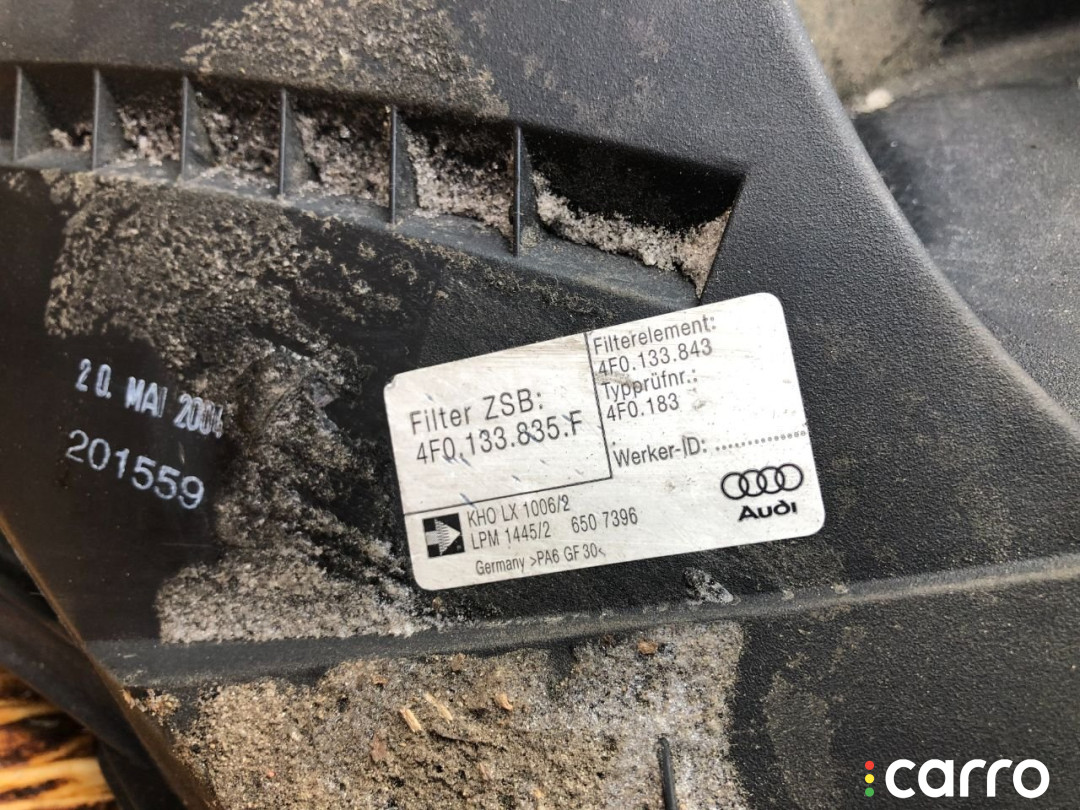 20. MAI 2004
201559
Filter ZSB:
4F0.133.835.F
Filterelement:
4F0.133.843
Typprüfnr.:
4F0.183
Werker-ID: ................
KHO LX 1006/2
LPM 1445/2 650 7396
Germany >PA6 GF 30<
Audi
carro